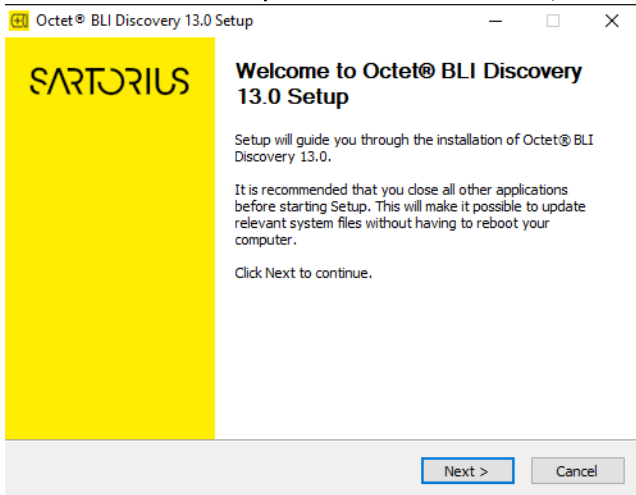 Octet® BLI Discovery 13.0 Setup
SARTORIUS
Welcome to Octet® BLI Discovery
13.0 Setup
Setup will guide you through the installation of Octet® BLI
Discovery 13.0.
It is recommended that you close all other applications
before starting Setup. This will make it possible to update
relevant system files without having to reboot your
computer.
Click Next to continue.
Next >
Cancel